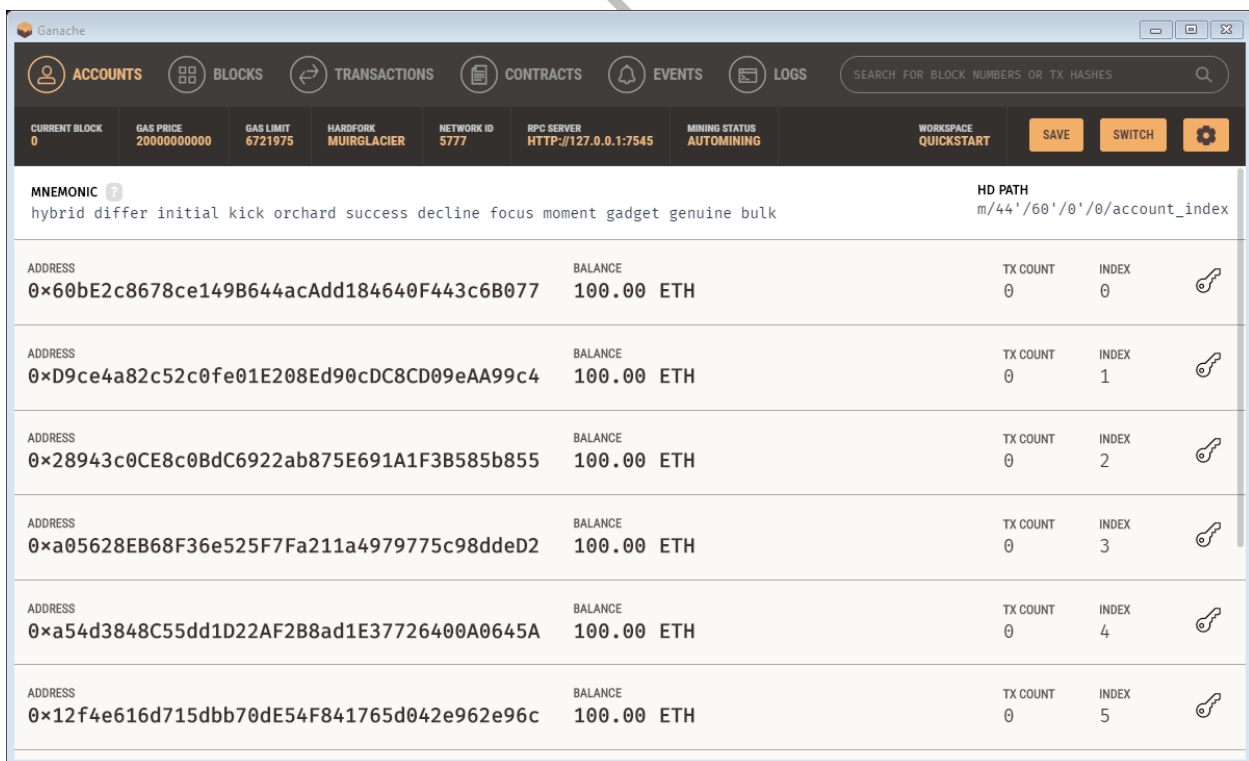 Ganache
ACCOUNTS BLOCKS TRANSACTIONS CONTRACTS EVENTS LOGS SEARCH FOR BLOCK NUMBERS OR TX HASHES
CURRENT BLOCK GAS PRICE GAS LIMIT HARDFORK NETWORK ID RPC SERVER MINING STATUS WORKSPACE
0 20000000000 6721975 MUIRGLACIER 5777 HTTP://127.0.0.1:7545 AUTOMINING QUICKSTART SAVE SWITCH
MNEMONIC ? HD PATH
hybrid differ initial kick orchard success decline focus moment gadget genuine bulk m/44'/60'/0'/0/account_index
ADDRESS BALANCE TX COUNT INDEX
0×60bE2c8678ce149B644acAdd184640F443c6B077 100.00 ETH 0 0
ADDRESS BALANCE TX COUNT INDEX
0×D9ce4a82c52c0fe01E208Ed90cDC8CD09eAA99c4 100.00 ETH 0 1
ADDRESS BALANCE TX COUNT INDEX
0×28943c0CE8c0BdC6922ab875E691A1F3B585b855 100.00 ETH 0 2
ADDRESS BALANCE TX COUNT INDEX
0×a05628EB68F36e525F7Fa211a4979775c98ddeD2 100.00 ETH 0 3
ADDRESS BALANCE TX COUNT INDEX
0×a54d3848C55dd1D22AF2B8ad1E37726400A0645A 100.00 ETH 0 4
ADDRESS BALANCE TX COUNT INDEX
0×12f4e616d715dbb70dE54F841765d042e962e96c 100.00 ETH 0 5